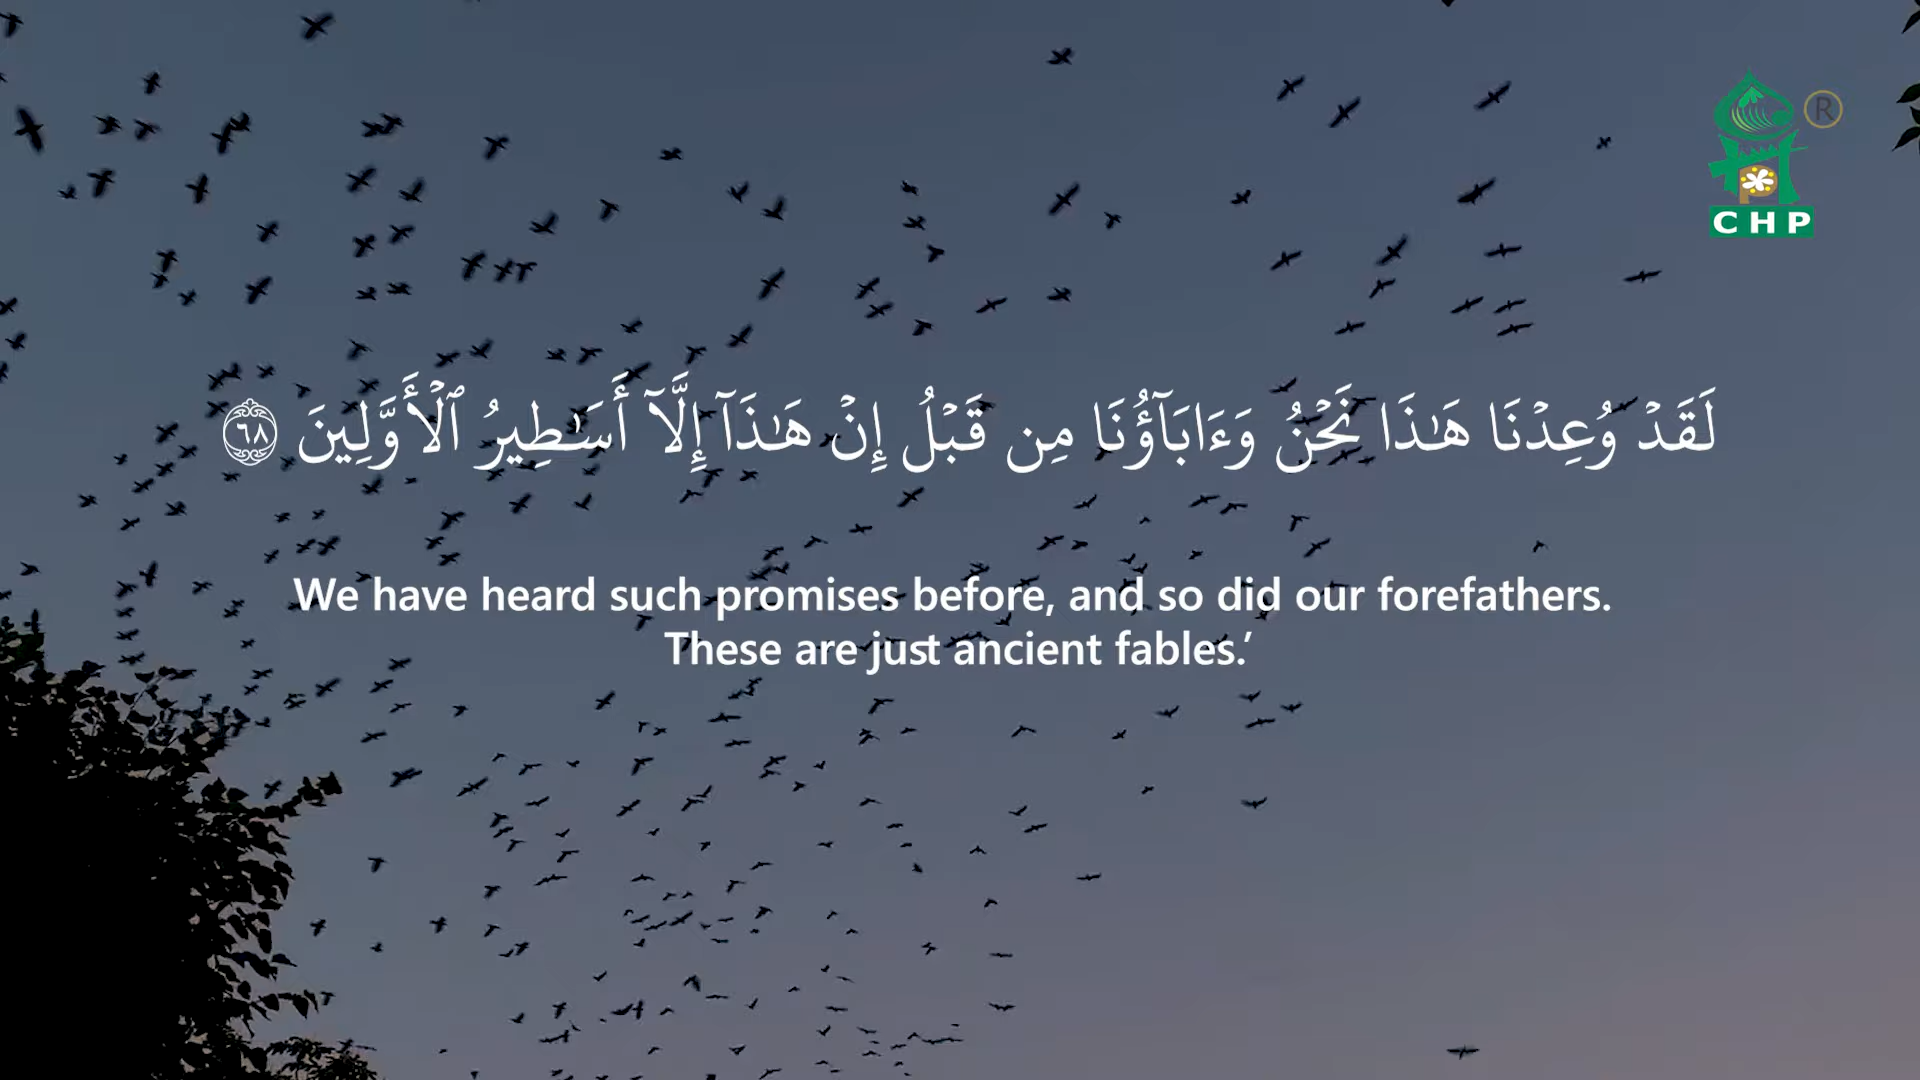 CHP
®
لَقَدۡ وُعِدۡنَا هَـٰذَا نَحۡنُ وَءَابَآؤُنَا مِن قَبۡلُ إِنۡ هَـٰذَآ إِلَّآ أَسَـٰطِيرُ ٱلۡأَوَّلِينَ ٦٨
We have heard such promises before, and so did our forefathers.
These are just ancient fables.’